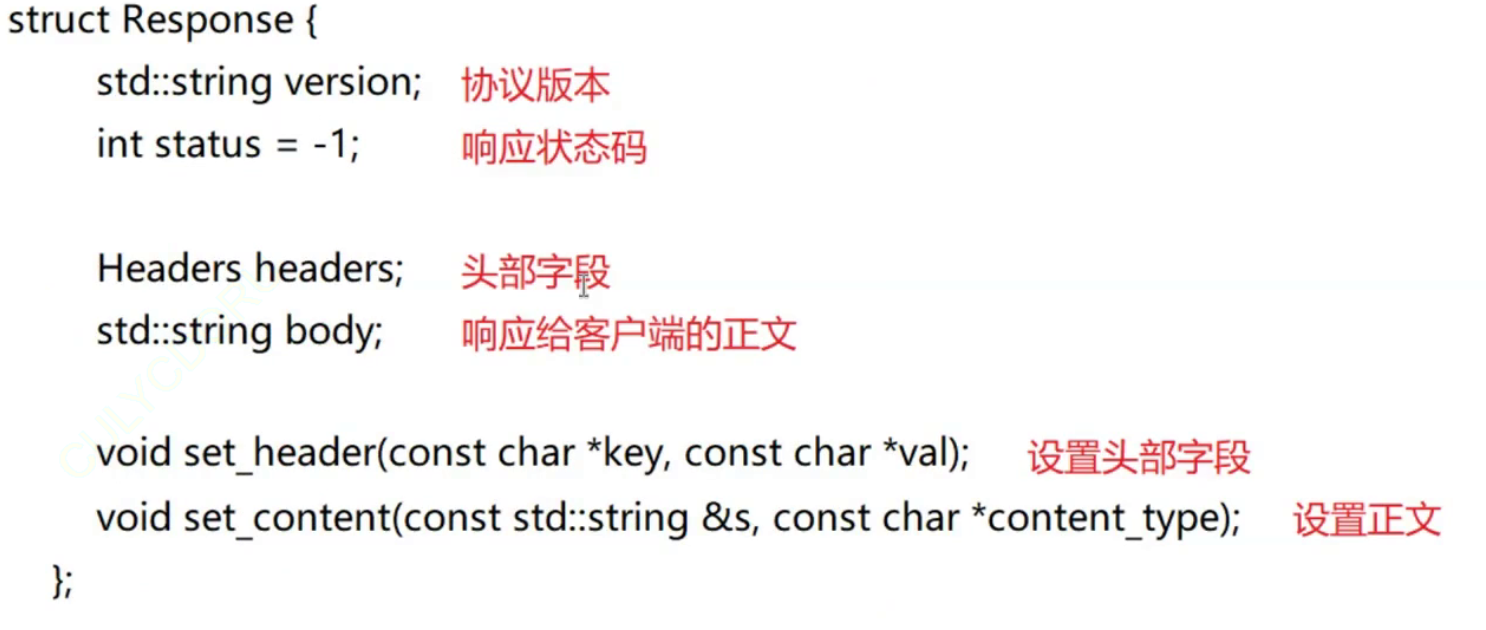 struct Response {
std::string version; 协议版本
int status = -1; 响应状态码
Headers headers; 头部字段
std::string body; 响应给客户端的正文
void set_header(const char *key, const char *val); 设置头部字段
void set_content(const std::string &s, const char *content_type); 设置正文
};